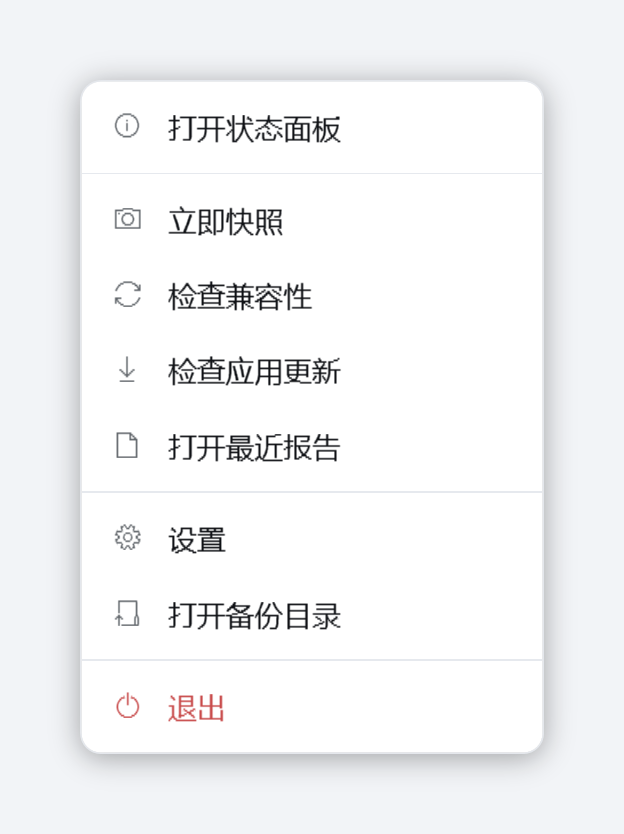 打开状态面板
立即快照
检查兼容性
检查应用更新
打开最近报告
设置
打开备份目录
退出